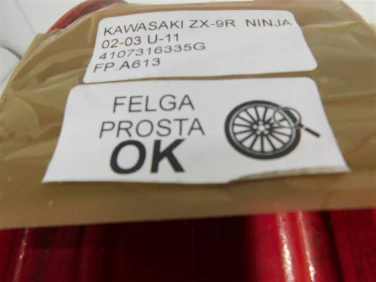 KAWASAKI ZX-9R NINJA
02-03 U-11
4107316335G
FP.A613
FELGA
PROSTA
OK